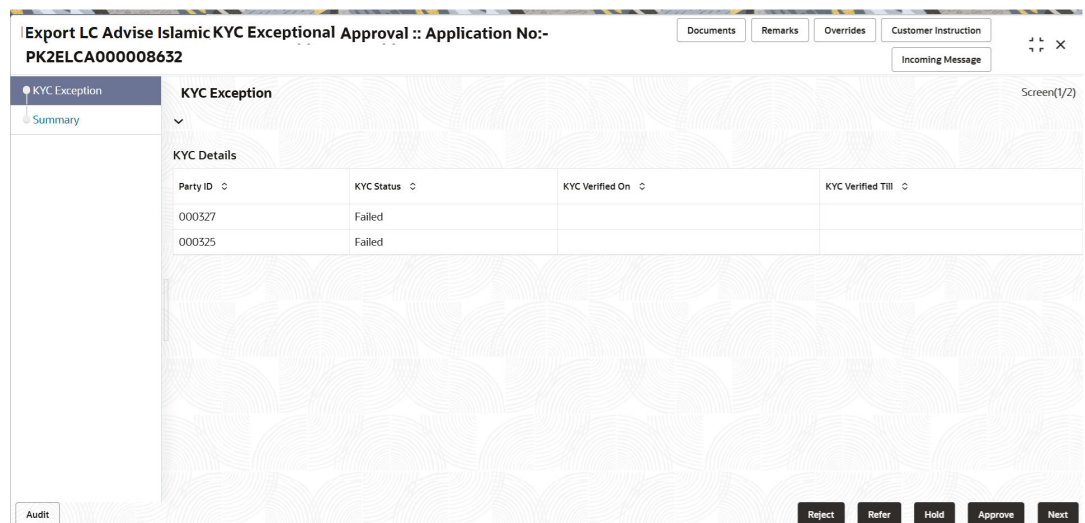 Export LC Advise Islamic KYC Exceptional Approval :: Application No:-
PK2ELCA000008632
Documents Remarks Overrides Customer Instruction
Incoming Message
KYC Exception
Summary
KYC Exception
Screen(1/2)
KYC Details
Party ID KYC Status KYC Verified On KYC Verified Till
000327 Failed
000325 Failed
Audit
Reject Refer Hold Approve Next